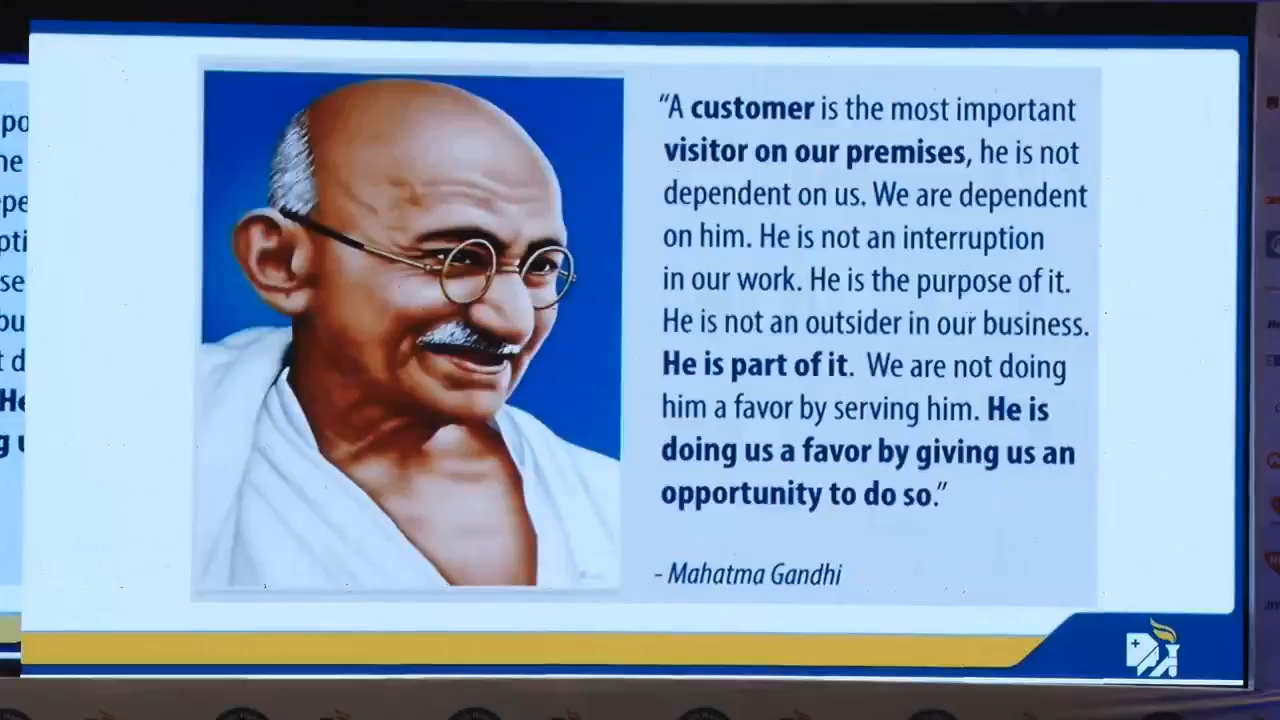 “A customer is the most important
visitor on our premises, he is not
dependent on us. We are dependent
on him. He is not an interruption
in our work. He is the purpose of it.
He is not an outsider in our business.
He is part of it. We are not doing
him a favor by serving him. He is
doing us a favor by giving us an
opportunity to do so.”
- Mahatma Gandhi